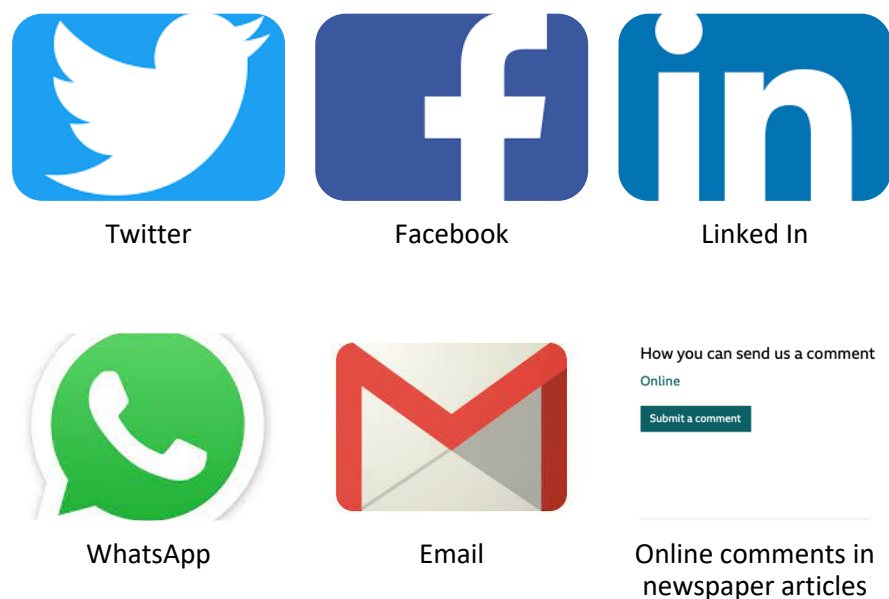 in
Twitter
Facebook
Linked In
How you can send us a comment
Online
Submit a comment
WhatsApp
Email
Online comments in
newspaper articles